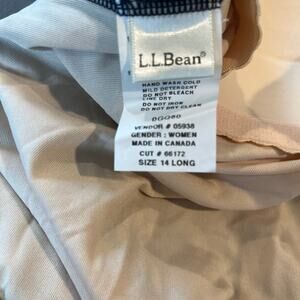 L.L.Bean®
HAND WASH COLD
MILD DETERGENT
DO NOT BLEACH
LINE DRY
DO NOT IRON
DO NOT DRY CLEAN
0GQ80
VENDOR # 05938
GENDER : WOMEN
MADE IN CANADA
CUT # 66172
SIZE 14 LONG